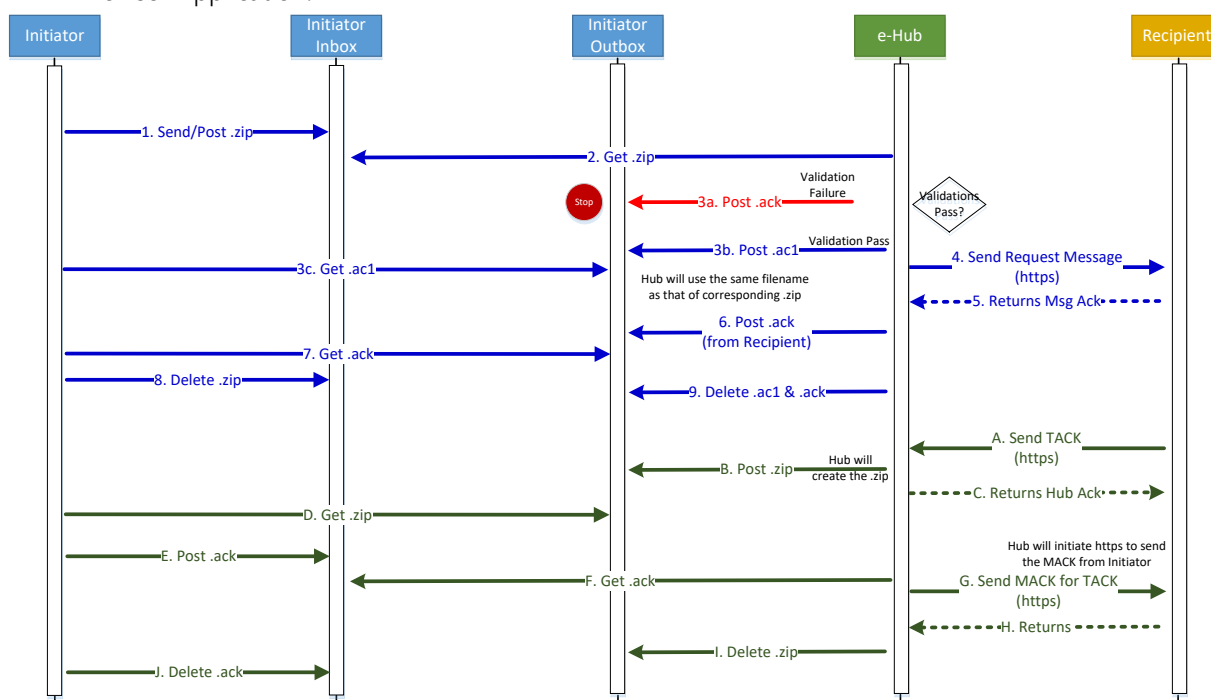 Initiator
Initiator
Inbox
Initiator
Outbox
e-Hub
Recipient
1. Send/Post .zip
2. Get .zip
Validation
Failure
Stop
3a. Post .ack
Validations
Pass?
3b. Post .ac1
Validation Pass
3c. Get .ac1
4. Send Request Message
(https)
Hub will use the same filename
as that of corresponding .zip
5. Returns Msg Ack
6. Post .ack
(from Recipient)
7. Get .ack
8. Delete .zip
9. Delete .ac1 & .ack
A. Send TACK
(https)
B. Post .zip
Hub will
create the .zip
C. Returns Hub Ack
D. Get .zip
E. Post .ack
Hub will initiate https to send
the MACK from Initiator
F. Get .ack
G. Send MACK for TACK
(https)
H. Returns
I. Delete .zip
J. Delete .ack